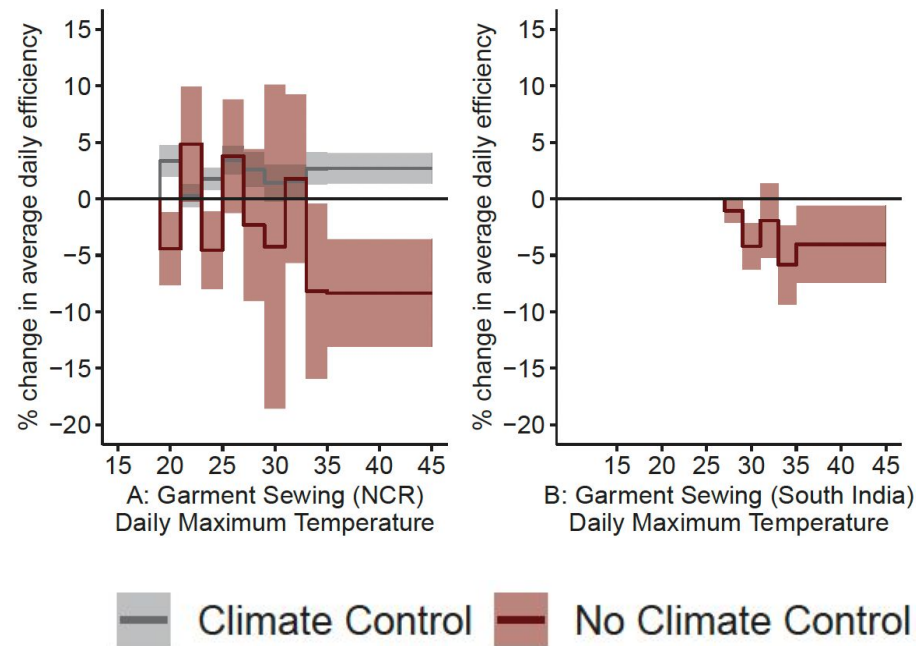 % change in average daily efficiency
15
10
5
0
−5
−10
−15
−20
15 20 25 30 35 40 45
A: Garment Sewing (NCR)
Daily Maximum Temperature
% change in average daily efficiency
15
10
5
0
−5
−10
−15
−20
15 20 25 30 35 40 45
B: Garment Sewing (South India)
Daily Maximum Temperature
Climate Control
No Climate Control